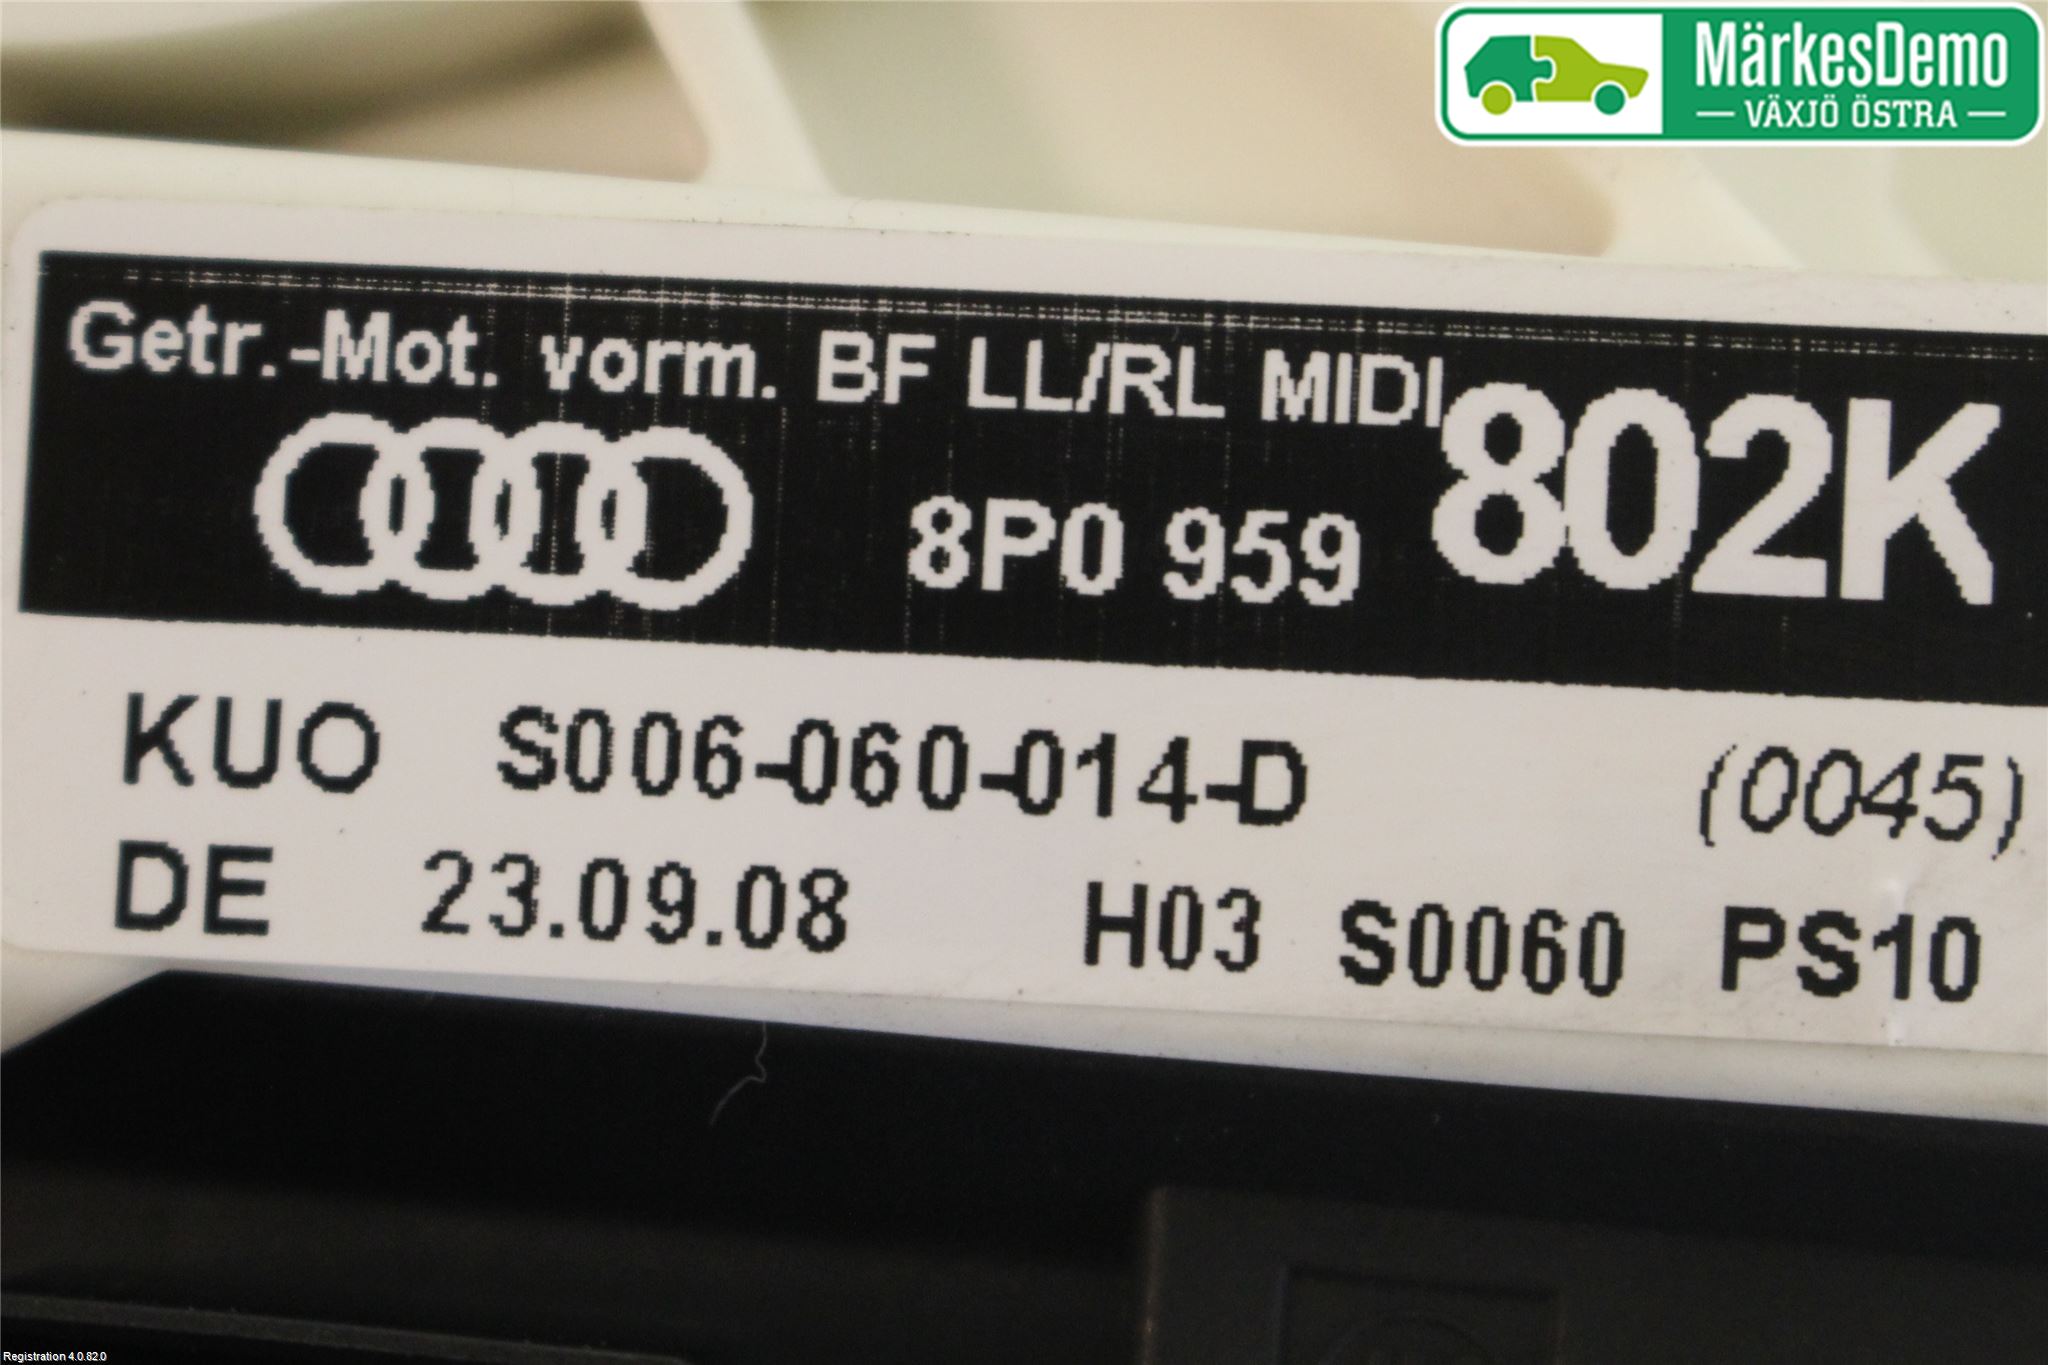 MärkesDemo
VÄXJÖ ÖSTRA
Getr.-Mot. vorm. BF LL/RL MIDI
8P0 959 802K
KUO S006-060-014-D (0045)
DE 23.09.08 H03 S0060 PS10
Registration 4.0.82.0